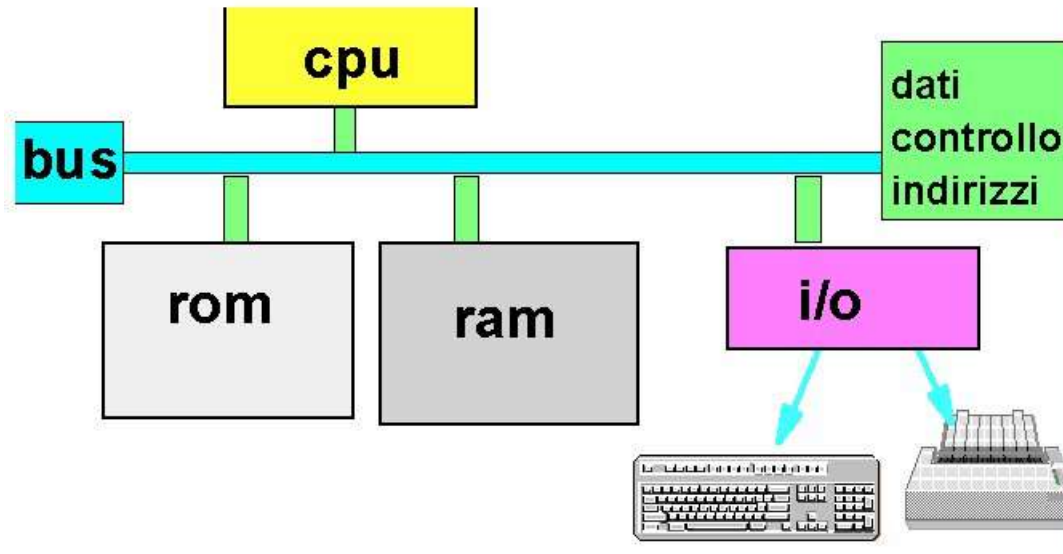 cpu
bus
dati
controllo
indirizzi
rom
ram
i/o